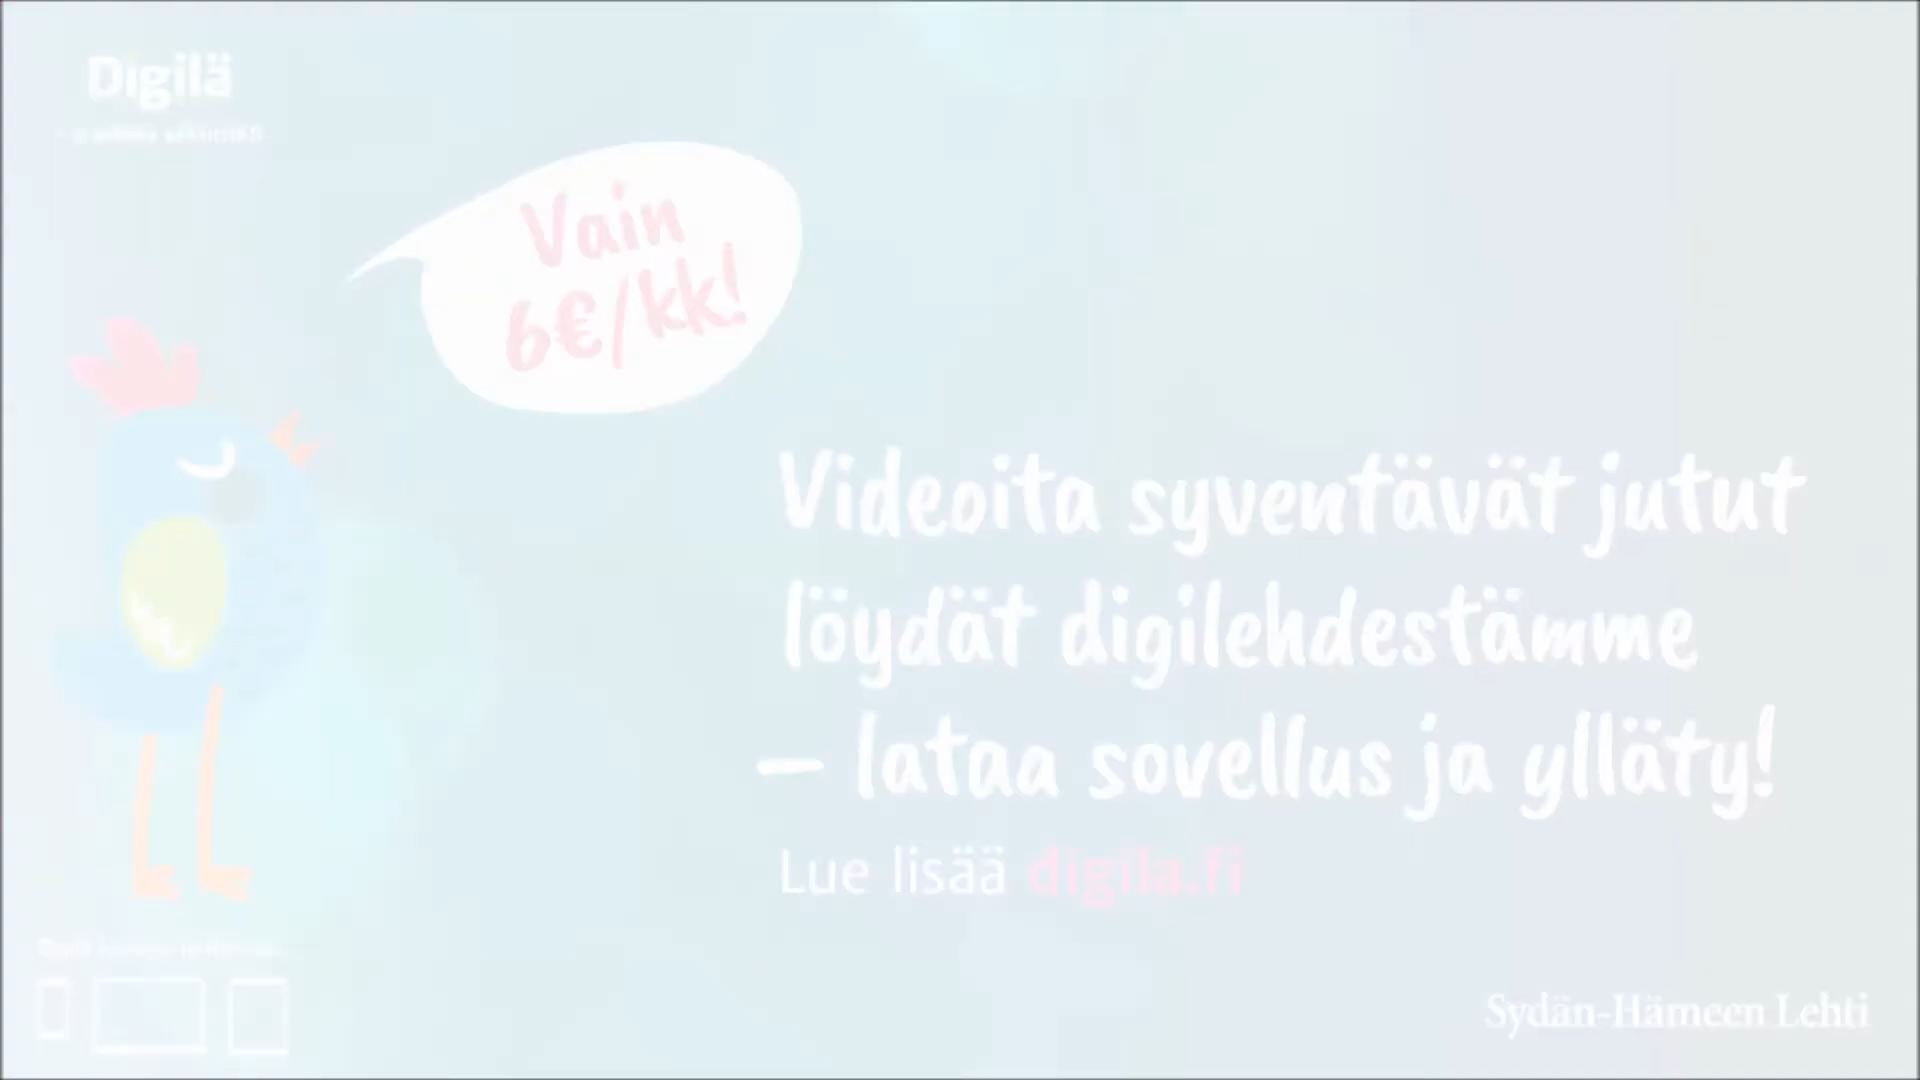 Digilä
Vain
6€/kk!
Videoita syventävät jutut
löydät digilehdestämme
– lataa sovellus ja ylläty!
Lue lisää digila.fi
Sydän-Hämeen Lehti